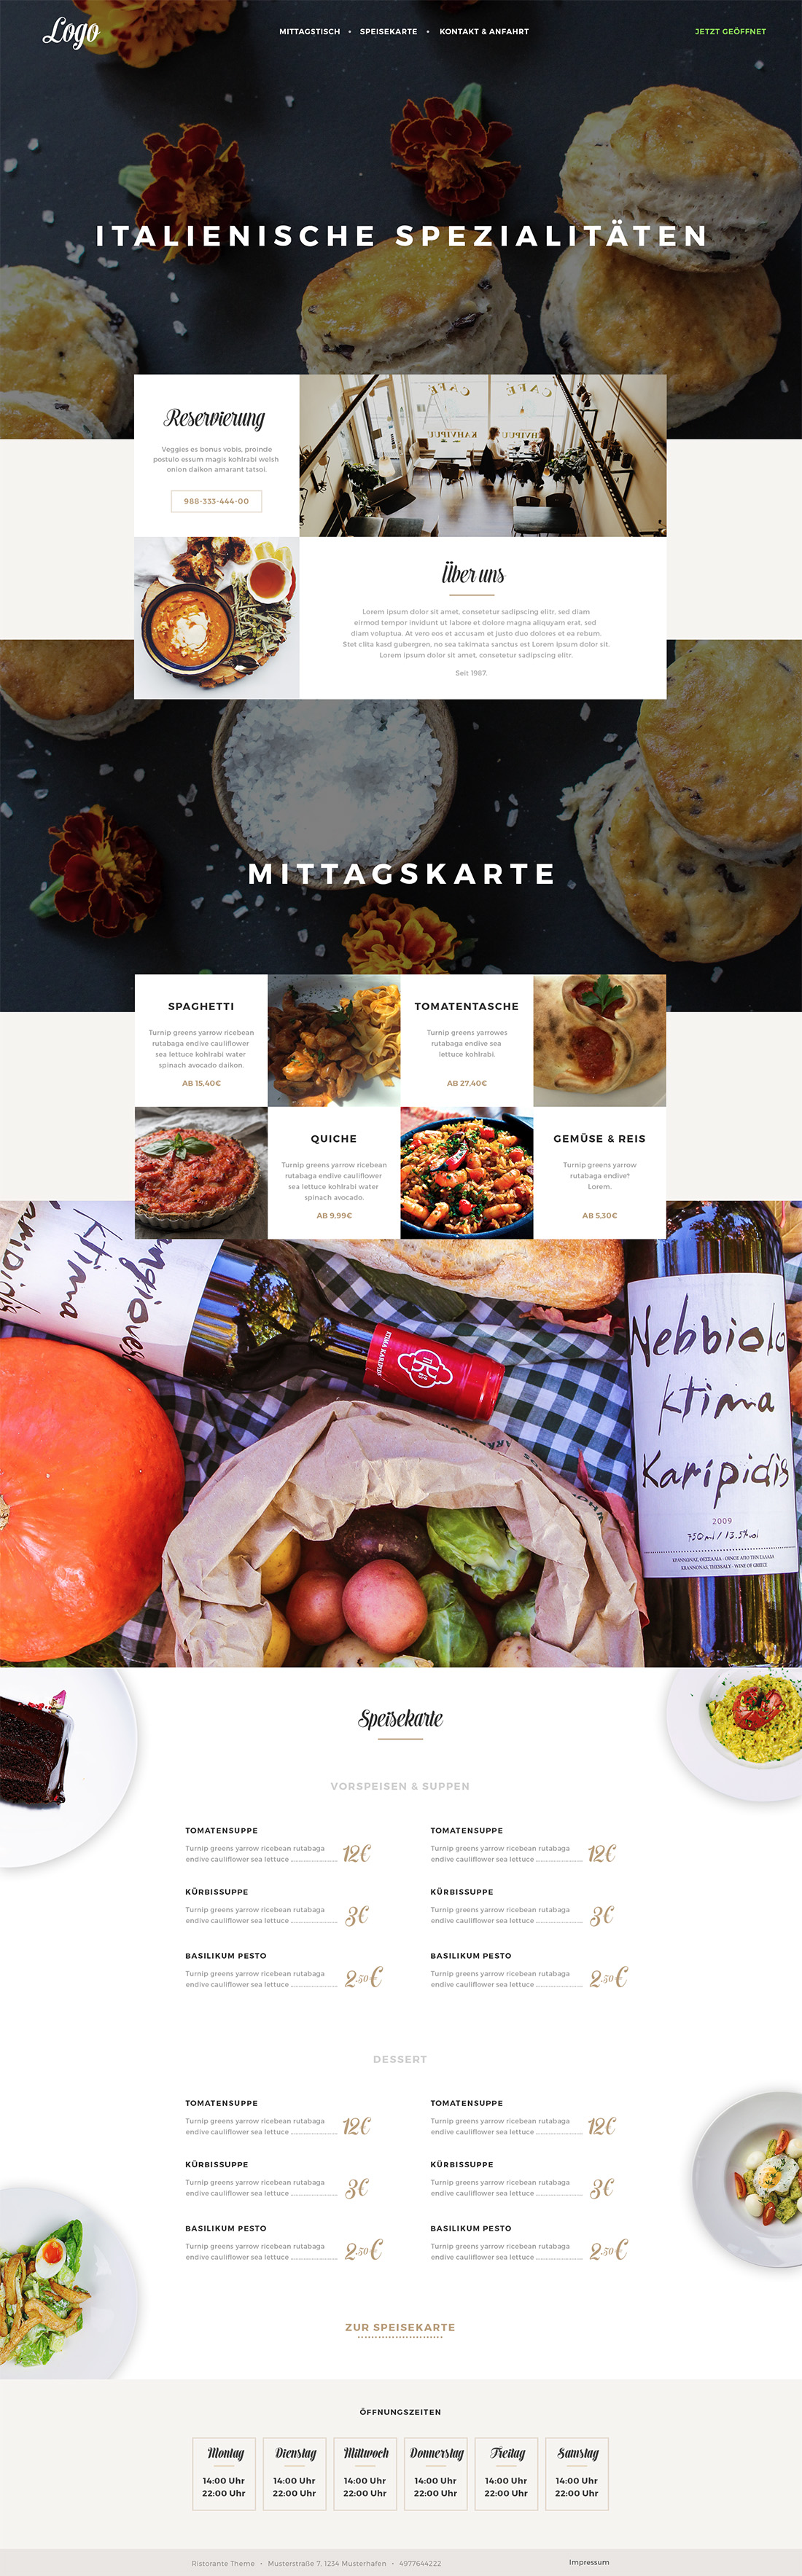 Logo
MITTAGSTISCH • SPEISEKARTE • KONTAKT & ANFAHRT
JETZT GEÖFFNET
ITALIENISCHE SPEZIALITÄTEN
Reservierung
Veggies es bonus vobis, proinde
postulo essum magis kohlrabi welsh
onion daikon amarant tatsoi.
988-333-444-00
CAFÉ CAFÉ
Über uns
Lorem ipsum dolor sit amet, consetetur sadipscing elitr, sed diam
eirmod tempor invidunt ut labore et dolore magna aliquyam erat, sed
diam voluptua. At vero eos et accusam et justo duo dolores et ea rebum.
Stet clita kasd gubergren, no sea takimata sanctus est Lorem ipsum dolor sit.
Lorem ipsum dolor sit amet, consetetur sadipscing elitr.
Seit 1987.
MITTAGSKARTE
SPAGHETTI
Turnip greens yarrow ricebean
rutabaga endive cauliflower
sea lettuce kohlrabi water
spinach avocado daikon.
AB 15,40€
TOMATENTASCHE
Turnip greens yarrowes
rutabaga endive sea
lettuce kohlrabi.
AB 27,40€
QUICHE
Turnip greens yarrow ricebean
rutabaga endive cauliflower
sea lettuce kohlrabi water
spinach avocado.
AB 9,99€
GEMÜSE & REIS
Turnip greens yarrow
rutabaga endive?
Lorem.
AB 5,30€
ktima
KTIMA KARIPIDIS
Nebbiolo
ktima
Karipidis
2009
750ml / 13.5%vol
ΕΡΑΝΝΩΝΑΣ, ΘΕΣΣΑΛΙΑ - ΟΙΝΟΣ ΑΠΟ ΤΗΝ ΕΛΛΑΔΑ
ERANNONAS, THESSALY - WINE OF GREECE
Speisekarte
VORSPEISEN & SUPPEN
TOMATENSUPPE
Turnip greens yarrow ricebean rutabaga
endive cauliflower sea lettuce 12€
KÜRBISSUPPE
Turnip greens yarrow ricebean rutabaga
endive cauliflower sea lettuce 3€
BASILIKUM PESTO
Turnip greens yarrow ricebean rutabaga
endive cauliflower sea lettuce 2.50€
TOMATENSUPPE
Turnip greens yarrow ricebean rutabaga
endive cauliflower sea lettuce 12€
KÜRBISSUPPE
Turnip greens yarrow ricebean rutabaga
endive cauliflower sea lettuce 3€
BASILIKUM PESTO
Turnip greens yarrow ricebean rutabaga
endive cauliflower sea lettuce 2.50€
DESSERT
TOMATENSUPPE
Turnip greens yarrow ricebean rutabaga
endive cauliflower sea lettuce 12€
KÜRBISSUPPE
Turnip greens yarrow ricebean rutabaga
endive cauliflower sea lettuce 3€
BASILIKUM PESTO
Turnip greens yarrow ricebean rutabaga
endive cauliflower sea lettuce 2.50€
TOMATENSUPPE
Turnip greens yarrow ricebean rutabaga
endive cauliflower sea lettuce 12€
KÜRBISSUPPE
Turnip greens yarrow ricebean rutabaga
endive cauliflower sea lettuce 3€
BASILIKUM PESTO
Turnip greens yarrow ricebean rutabaga
endive cauliflower sea lettuce 2.50€
ZUR SPEISEKARTE
ÖFFNUNGSZEITEN
Montag
14:00 Uhr
22:00 Uhr
Dienstag
14:00 Uhr
22:00 Uhr
Mittwoch
14:00 Uhr
22:00 Uhr
Donnerstag
14:00 Uhr
22:00 Uhr
Freitag
14:00 Uhr
22:00 Uhr
Samstag
14:00 Uhr
22:00 Uhr
Ristorante Theme • Musterstraße 7, 1234 Musterhafen • 4977644222
Impressum